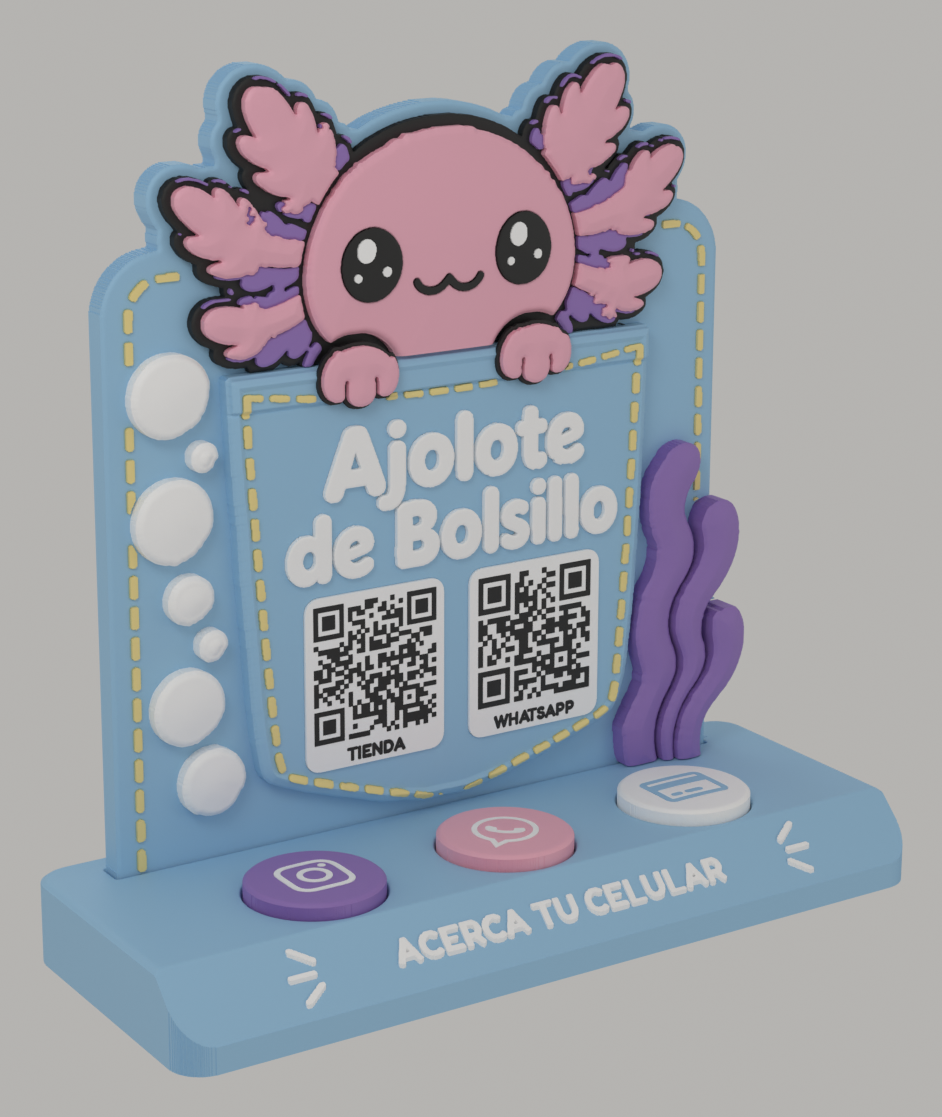 Ajolote
de Bolsillo
TIENDA
WHATSAPP
ACERCA TU CELULAR